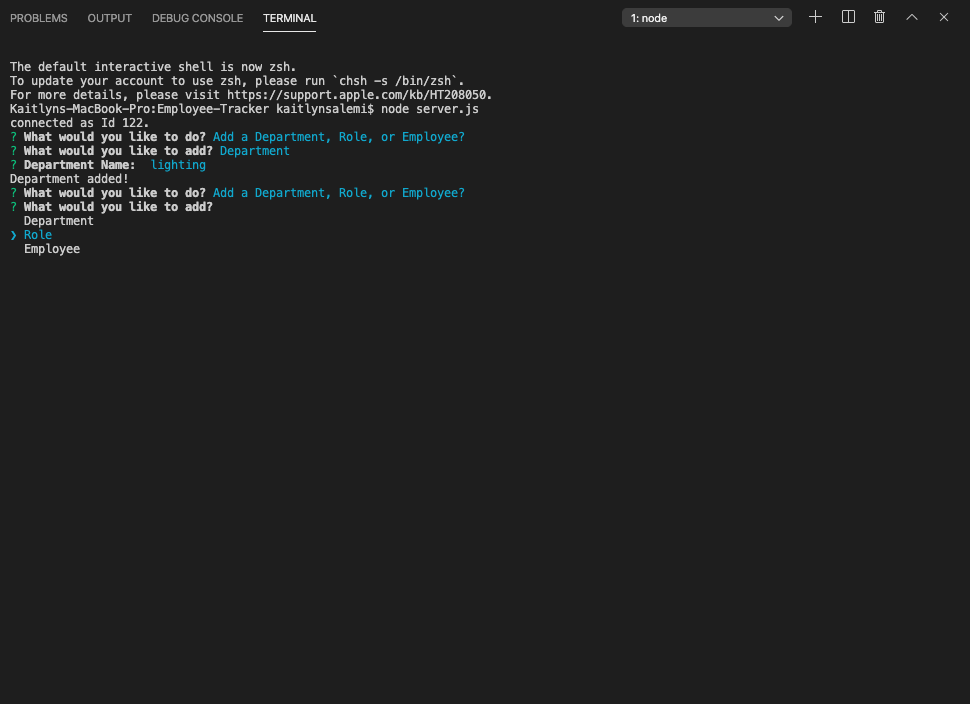 PROBLEMS OUTPUT DEBUG CONSOLE TERMINAL 1: node
The default interactive shell is now zsh.
To update your account to use zsh, please run `chsh -s /bin/zsh`.
For more details, please visit https://support.apple.com/kb/HT208050.
Kaitlyns-MacBook-Pro:Employee-Tracker kaitlynsalemi$ node server.js
connected as Id 122.
? What would you like to do? Add a Department, Role, or Employee?
? What would you like to add? Department
? Department Name:  lighting
Department added!
? What would you like to do? Add a Department, Role, or Employee?
? What would you like to add?
  Department
❯ Role
  Employee